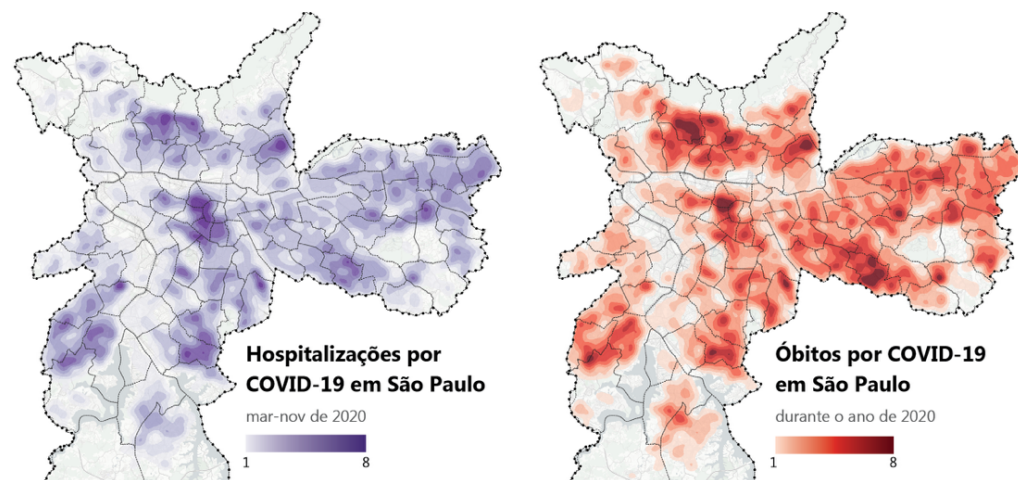 Hospitalizações por
COVID-19 em São Paulo
mar-nov de 2020
1 8
Óbitos por COVID-19
em São Paulo
durante o ano de 2020
1 8